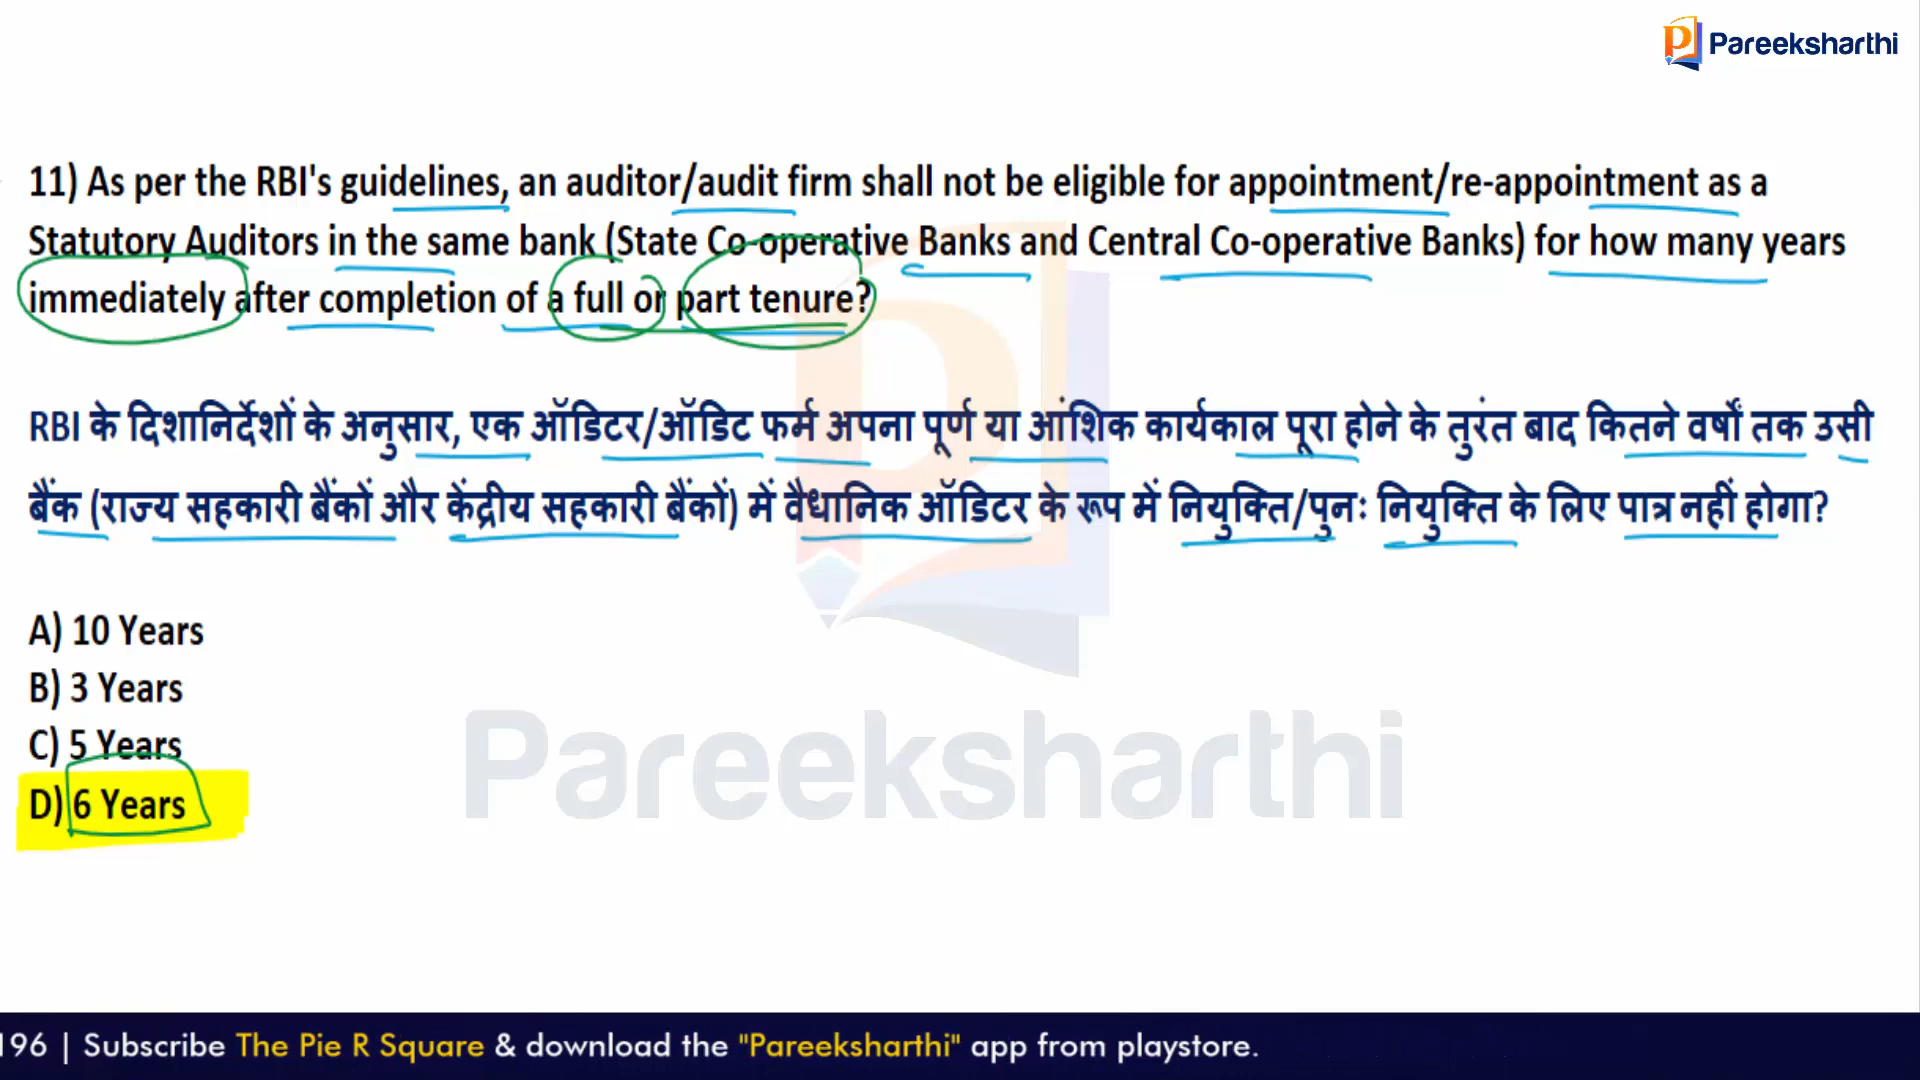 Pareeksharthi
11) As per the RBI's guidelines, an auditor/audit firm shall not be eligible for appointment/re-appointment as a
Statutory Auditors in the same bank (State Co-operative Banks and Central Co-operative Banks) for how many years
immediately after completion of a full or part tenure?
RBI के दिशानिर्देशों के अनुसार, एक ऑडिटर/ऑडिट फर्म अपना पूर्ण या आंशिक कार्यकाल पूरा होने के तुरंत बाद कितने वर्षों तक उसी
बैंक (राज्य सहकारी बैंकों और केंद्रीय सहकारी बैंकों) में वैधानिक ऑडिटर के रूप में नियुक्ति/पुनः नियुक्ति के लिए पात्र नहीं होगा?
A) 10 Years
B) 3 Years
C) 5 Years
Pareeksharthi
D) 6 Years
196 | Subscribe The Pie R Square & download the "Pareeksharthi" app from playstore.